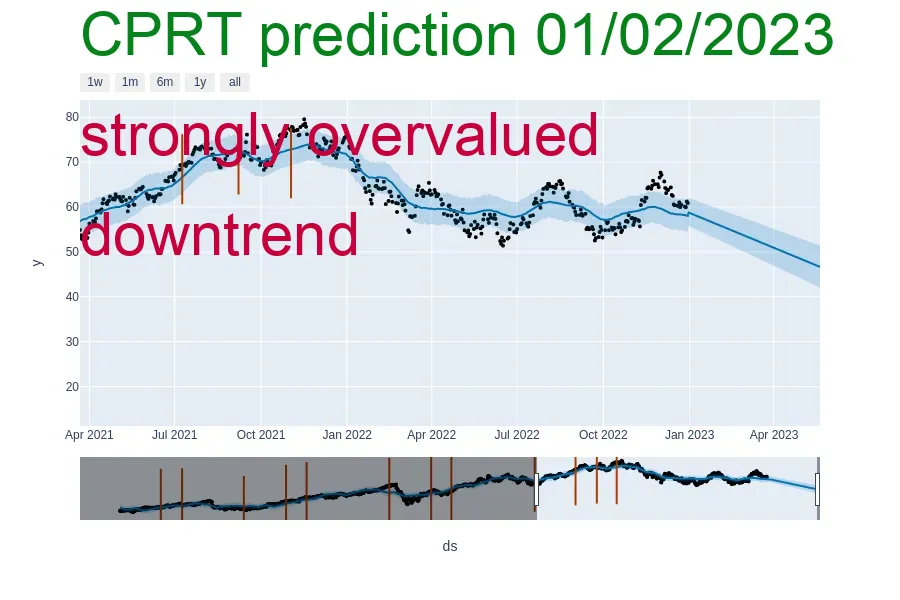 CPRT prediction 01/02/2023
1w 1m 6m 1y all
80
strongly overvalued
70
60
downtrend
50
y
40
30
20
Apr 2021 Jul 2021 Oct 2021 Jan 2022 Apr 2022 Jul 2022 Oct 2022 Jan 2023 Apr 2023
ds